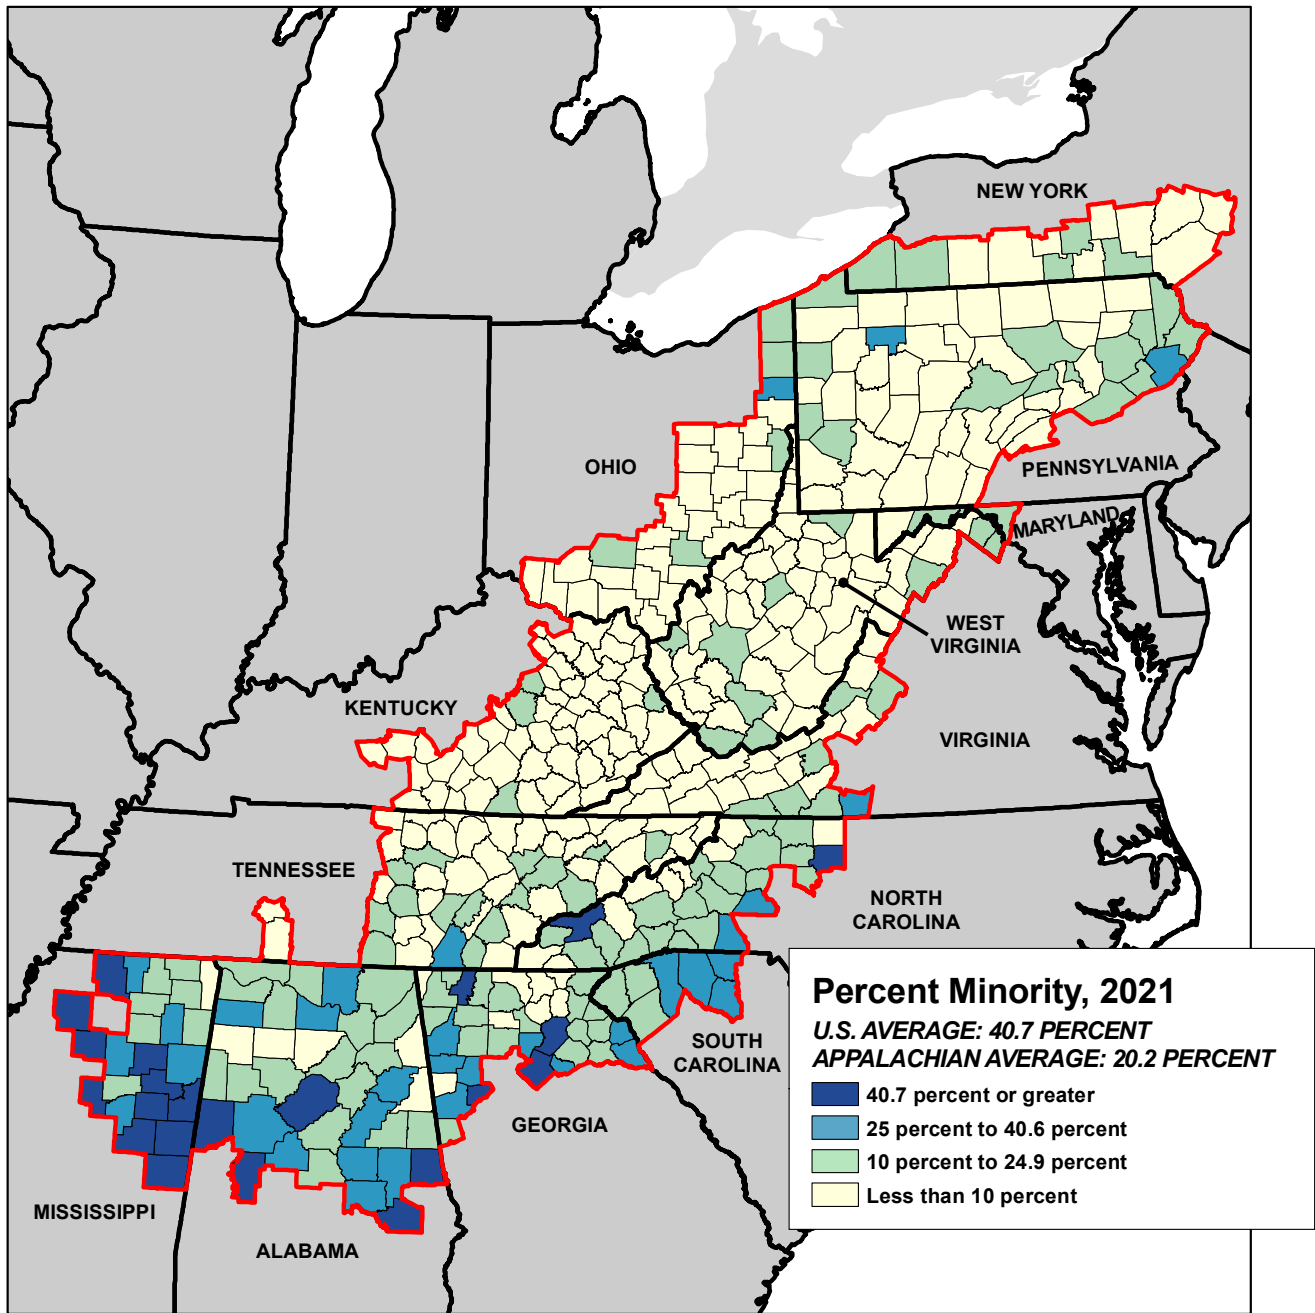 NEW YORK
OHIO
PENNSYLVANIA
MARYLAND
WEST
VIRGINIA
KENTUCKY
VIRGINIA
TENNESSEE
NORTH
CAROLINA
SOUTH
CAROLINA
GEORGIA
MISSISSIPPI
ALABAMA
Percent Minority, 2021
U.S. AVERAGE: 40.7 PERCENT
APPALACHIAN AVERAGE: 20.2 PERCENT
40.7 percent or greater
25 percent to 40.6 percent
10 percent to 24.9 percent
Less than 10 percent